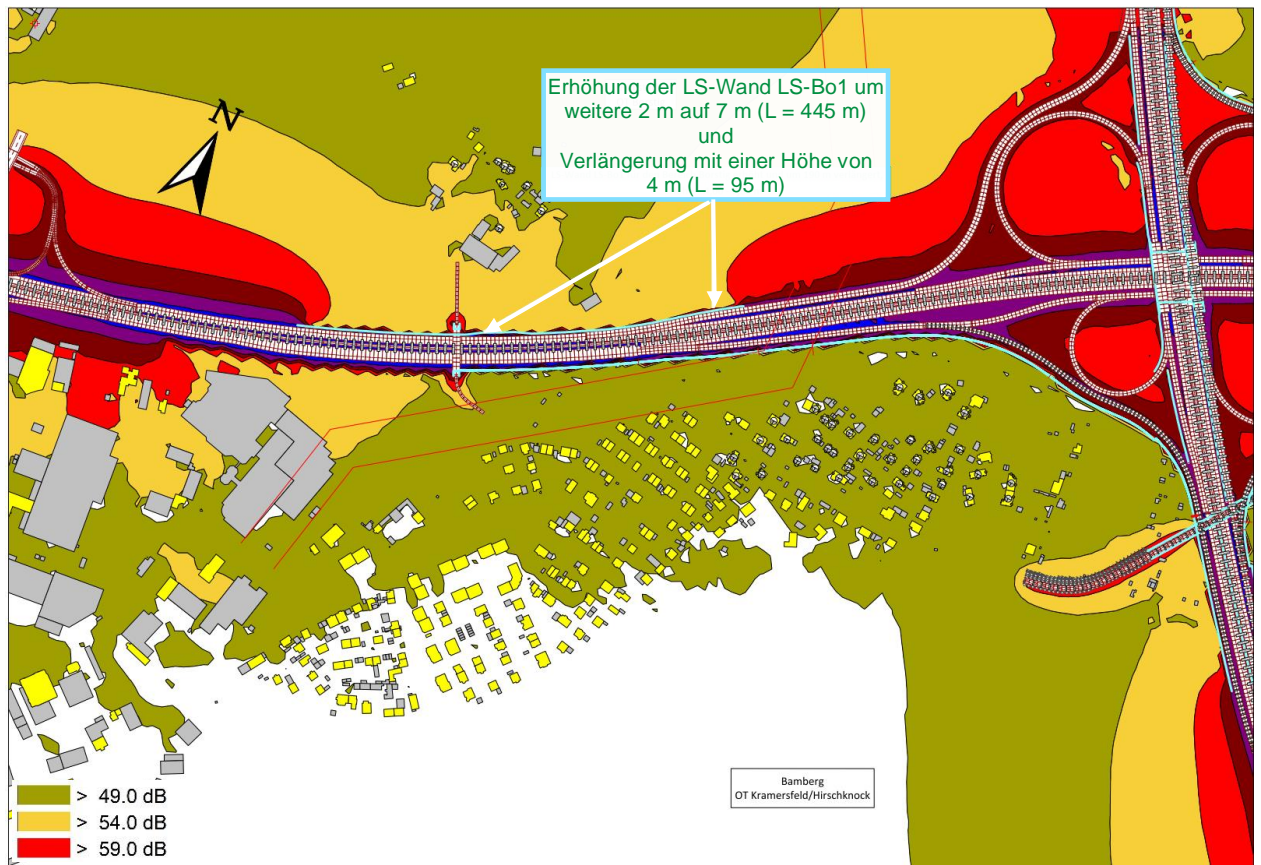 Erhöhung der LS-Wand LS-Bo1 um
weitere 2 m auf 7 m (L = 445 m)
und
Verlängerung mit einer Höhe von
4 m (L = 95 m)
N
> 49.0 dB
> 54.0 dB
> 59.0 dB
Bamberg
OT Kramersfeld/Hirschknock